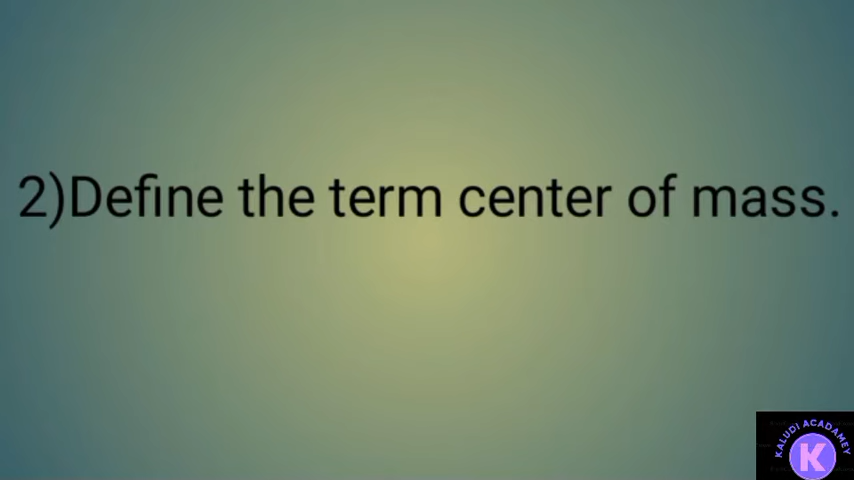 2)Define the term center of mass.
KALUDI ACADAMEY
K